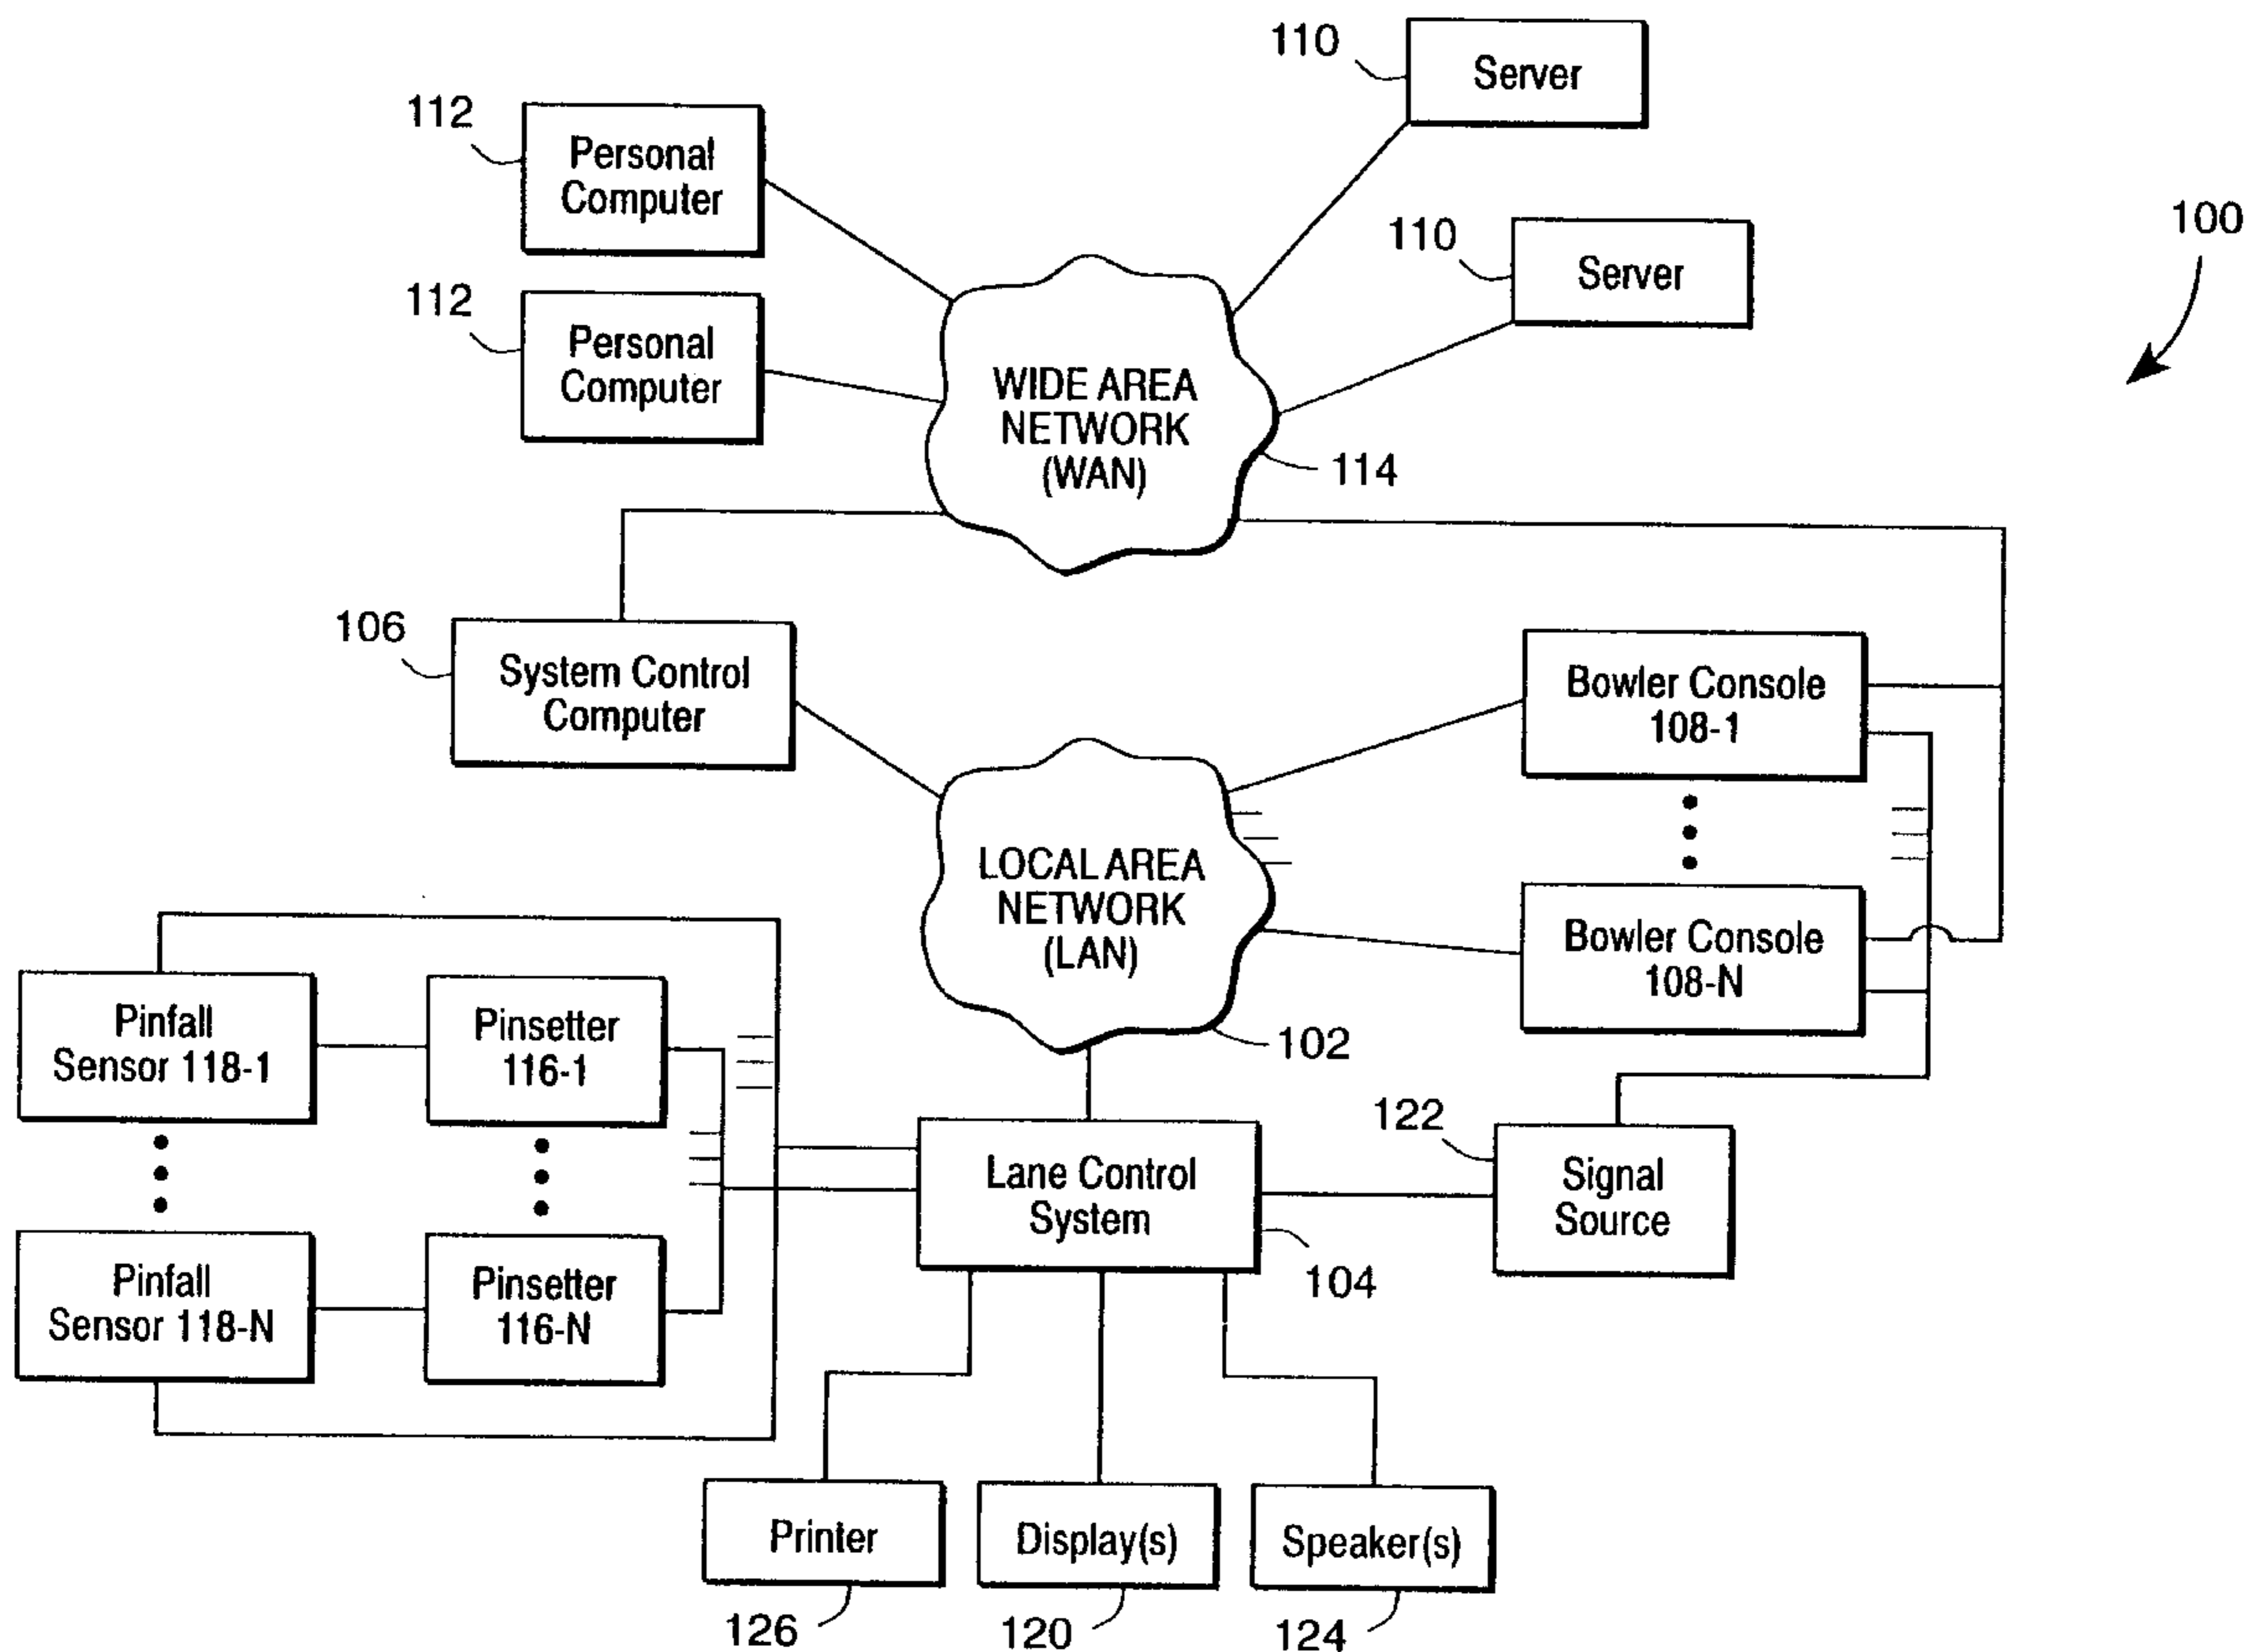 110
Server
112
Personal
Computer
100
110
Server
112
Personal
Computer
WIDE AREA
NETWORK
(WAN)
114
106
System Control
Computer
Bowler Console
108-1
LOCAL AREA
NETWORK
(LAN)
Bowler Console
108-N
102
Pinfall
Sensor 118-1
Pinsetter
116-1
122
Lane Control
System
Signal
Source
104
Pinfall
Sensor 118-N
Pinsetter
116-N
Printer
Display(s)
Speaker(s)
126
120
124